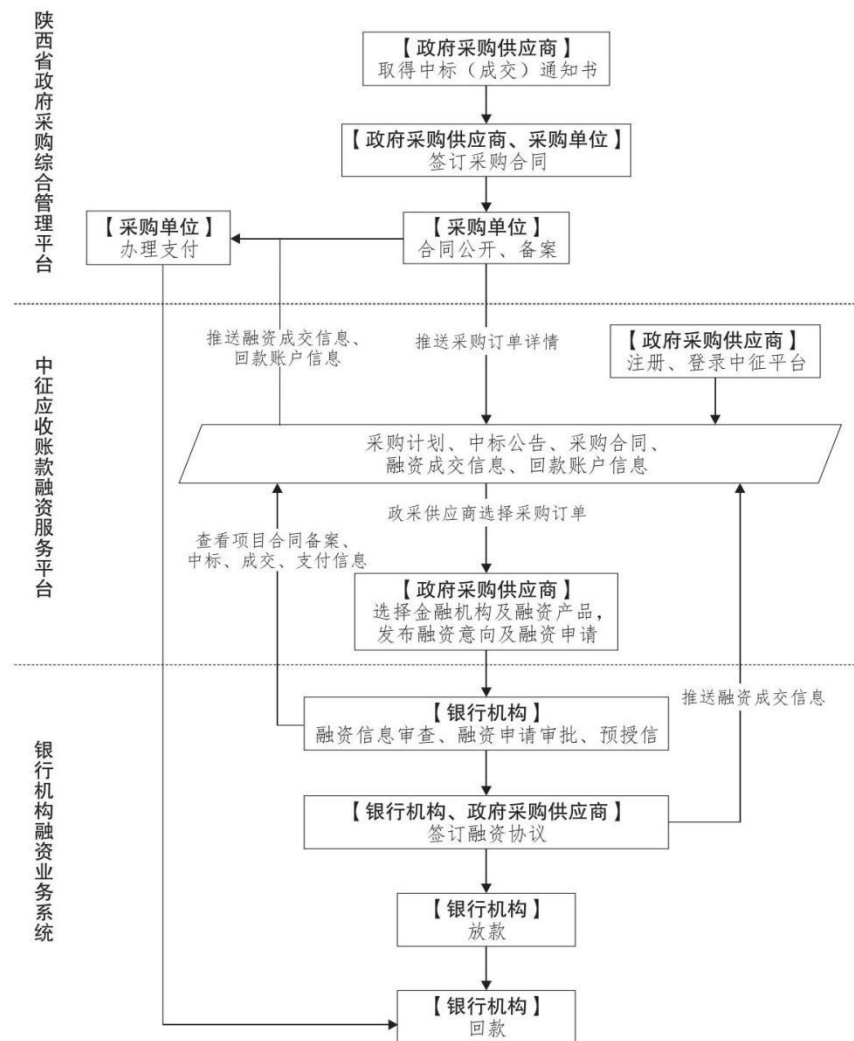 陕西省政府采购综合管理平台
【政府采购供应商】
取得中标（成交）通知书
【政府采购供应商、采购单位】
签订采购合同
【采购单位】
办理支付
【采购单位】
合同公开、备案
中征应收账款融资服务平台
推送融资成交信息、
回款账户信息
推送采购订单详情
【政府采购供应商】
注册、登录中征平台
采购计划、中标公告、采购合同、
融资成交信息、回款账户信息
政采供应商选择采购订单
查看项目合同备案、
中标、成交、支付信息
【政府采购供应商】
选择金融机构及融资产品，
发布融资意向及融资申请
银行机构融资业务系统
【银行机构】
融资信息审查、融资申请审批、预授信
推送融资成交信息
【银行机构、政府采购供应商】
签订融资协议
【银行机构】
放款
【银行机构】
回款